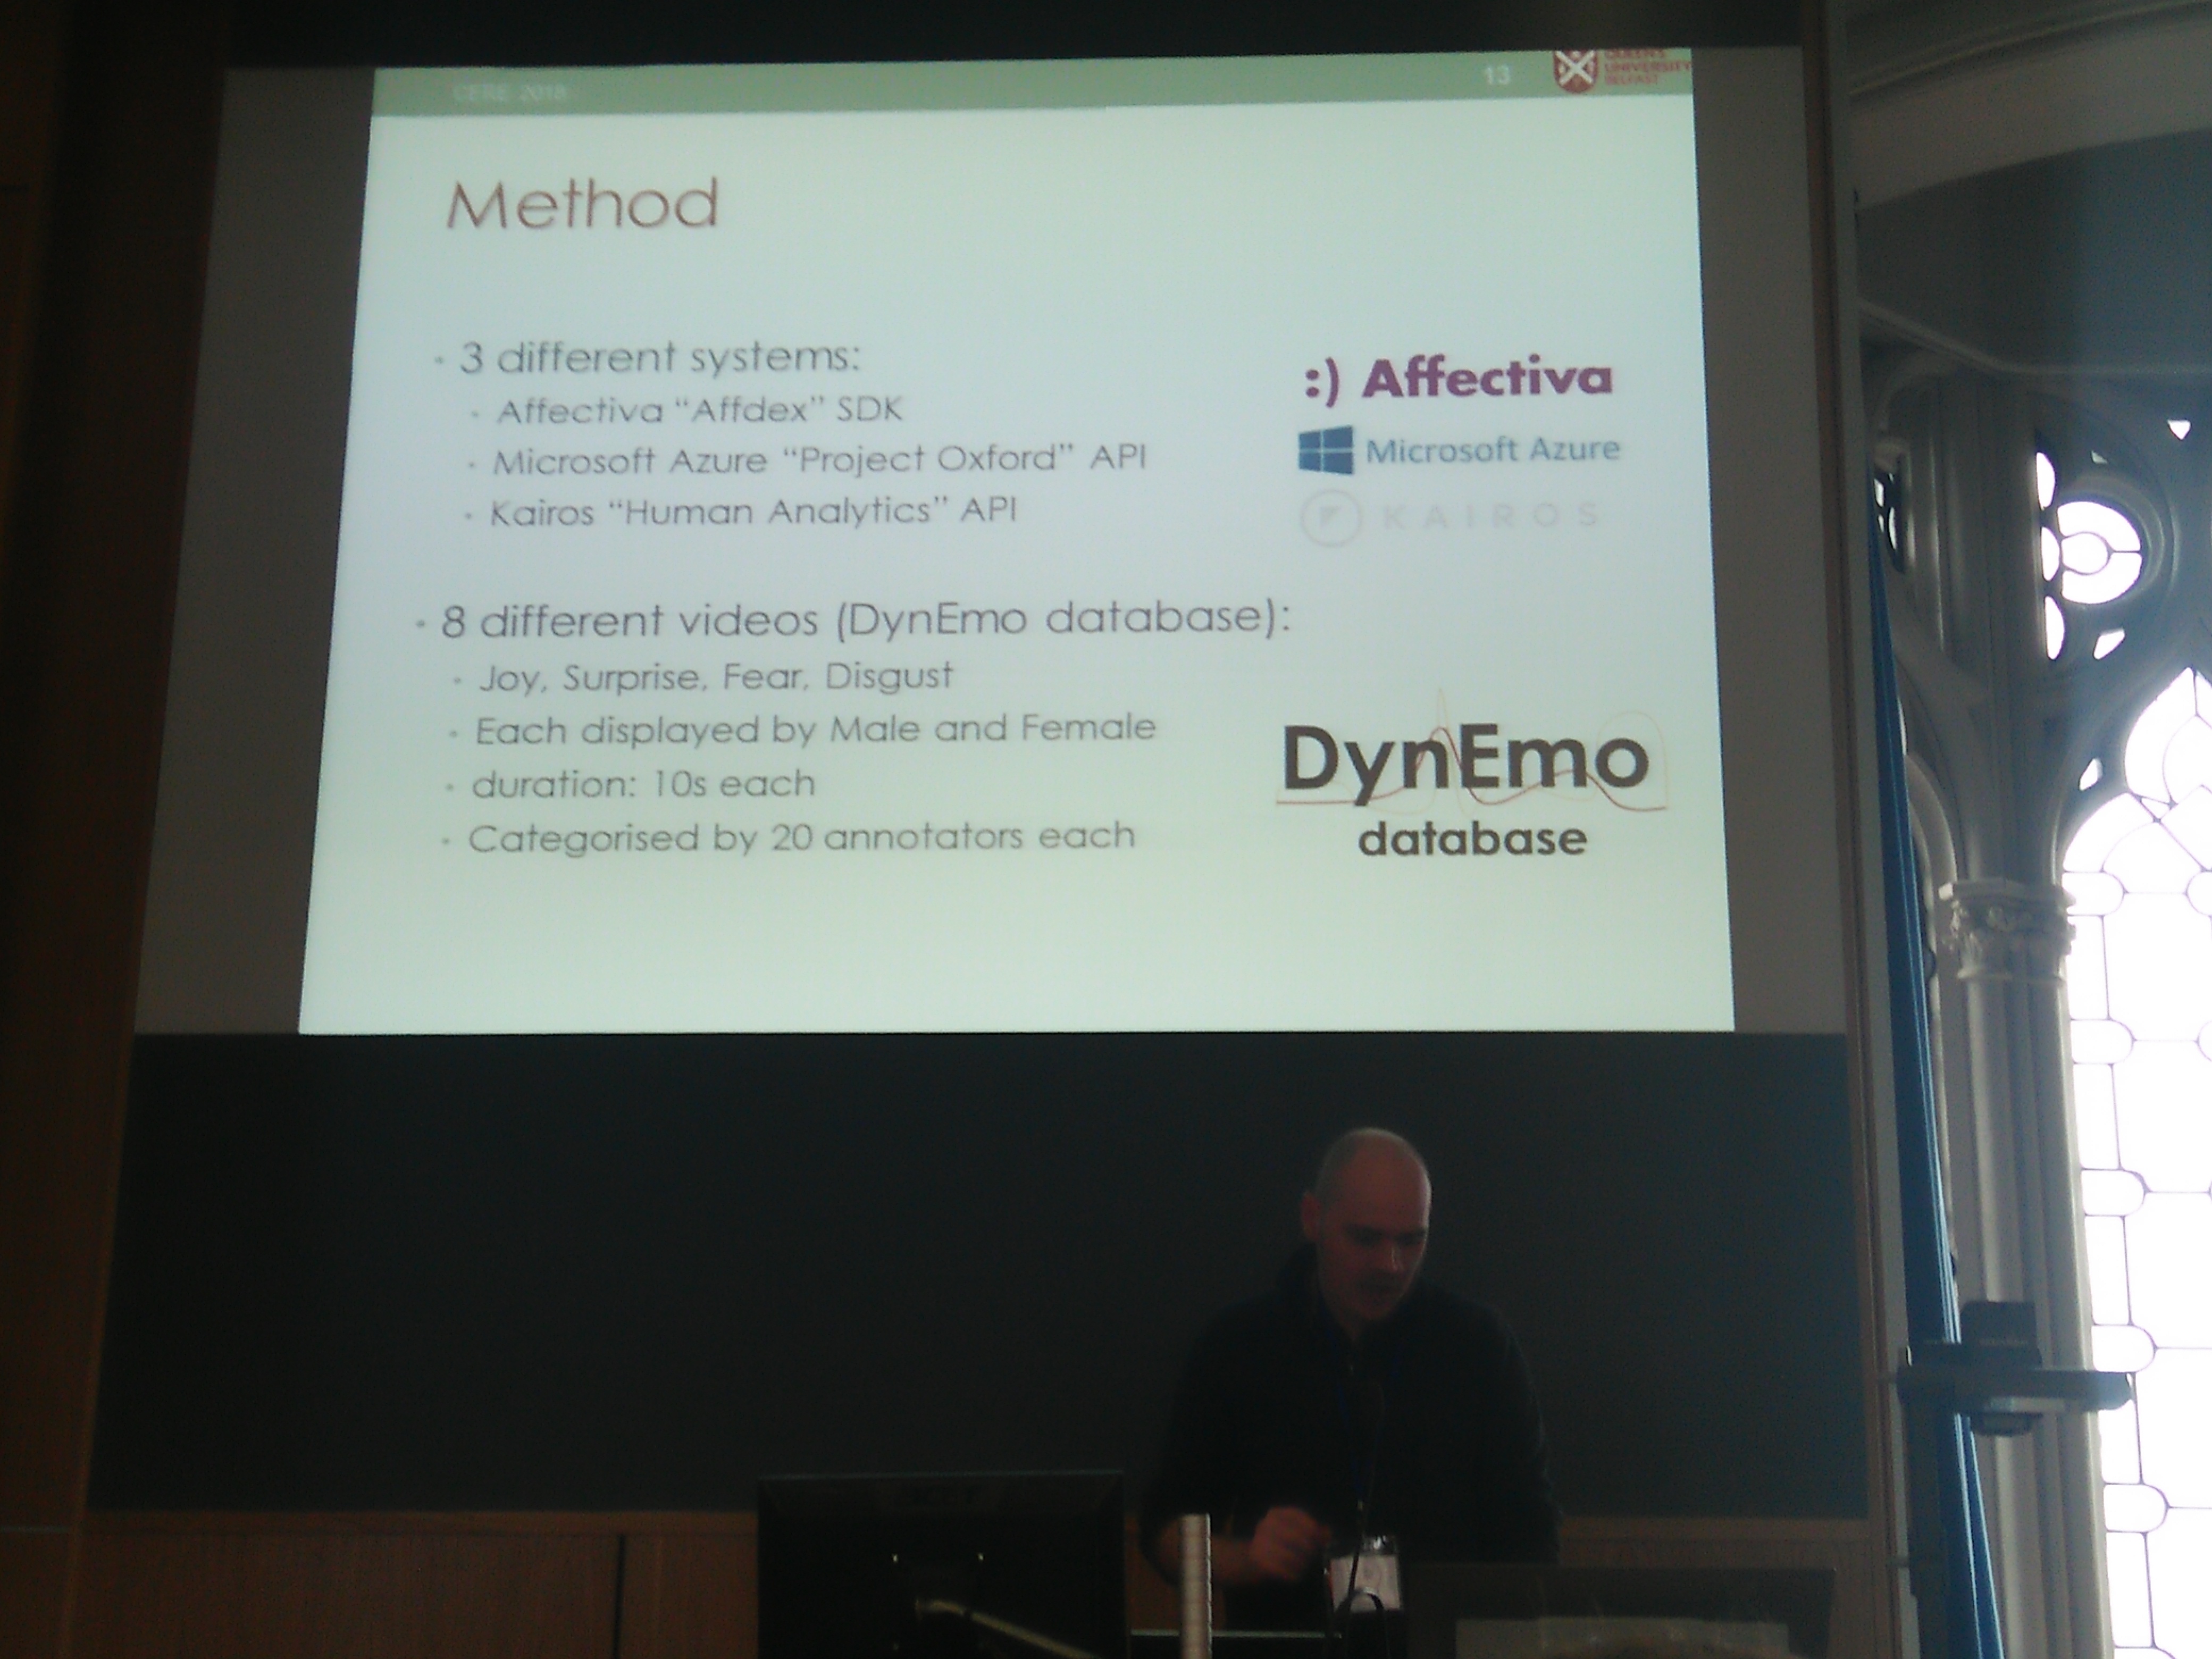 CERE 2018
13
QUEEN'S
UNIVERSITY
BELFAST
Method
• 3 different systems:
• Affectiva “Affdex” SDK
• Microsoft Azure “Project Oxford” API
• Kairos “Human Analytics” API
:) Affectiva
Microsoft Azure
KAIROS
• 8 different videos (DynEmo database):
• Joy, Surprise, Fear, Disgust
• Each displayed by Male and Female
• duration: 10s each
• Categorised by 20 annotators each
DynEmo
database